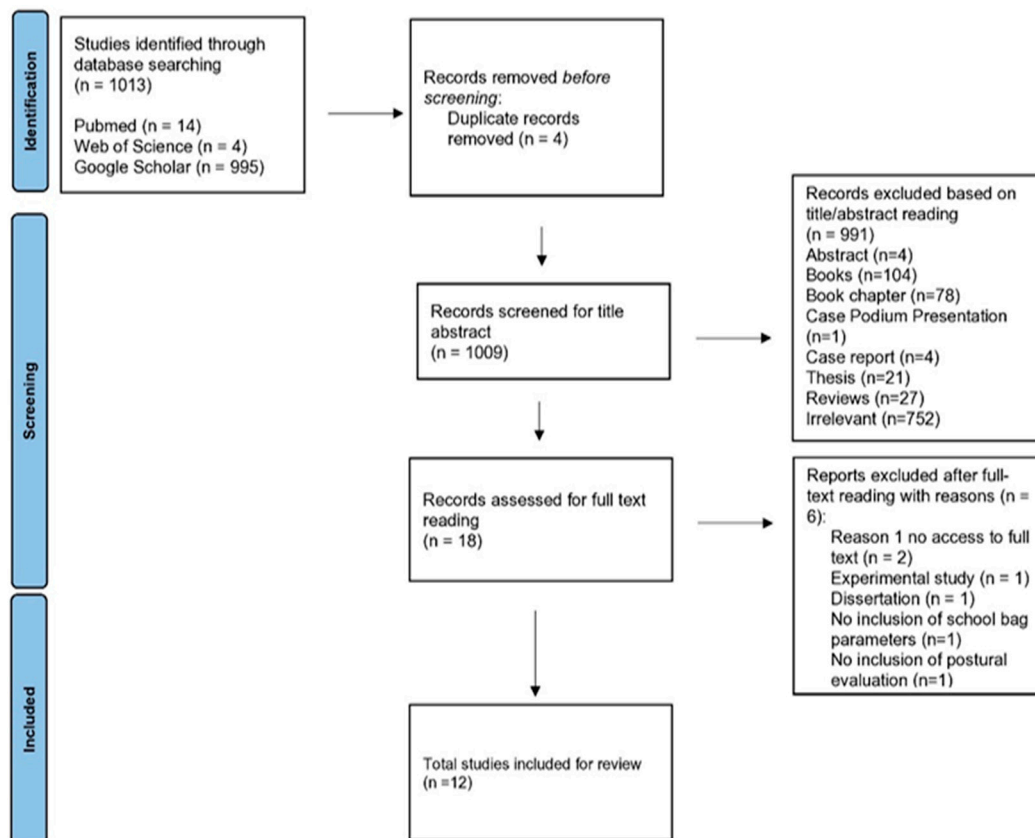 Identification
Studies identified through
database searching
(n = 1013)
Pubmed (n = 14)
Web of Science (n = 4)
Google Scholar (n = 995)
Records removed before
screening:
Duplicate records
removed (n = 4)
Screening
Records screened for title
abstract
(n = 1009)
Records excluded based on
title/abstract reading
(n = 991)
Abstract (n=4)
Books (n=104)
Book chapter (n=78)
Case Podium Presentation
(n=1)
Case report (n=4)
Thesis (n=21)
Reviews (n=27)
Irrelevant (n=752)
Records assessed for full text
reading
(n = 18)
Reports excluded after full-
text reading with reasons (n =
6):
Reason 1 no access to full
text (n = 2)
Experimental study (n = 1)
Dissertation (n = 1)
No inclusion of school bag
parameters (n=1)
No inclusion of postural
evaluation (n=1)
Included
Total studies included for review
(n =12)